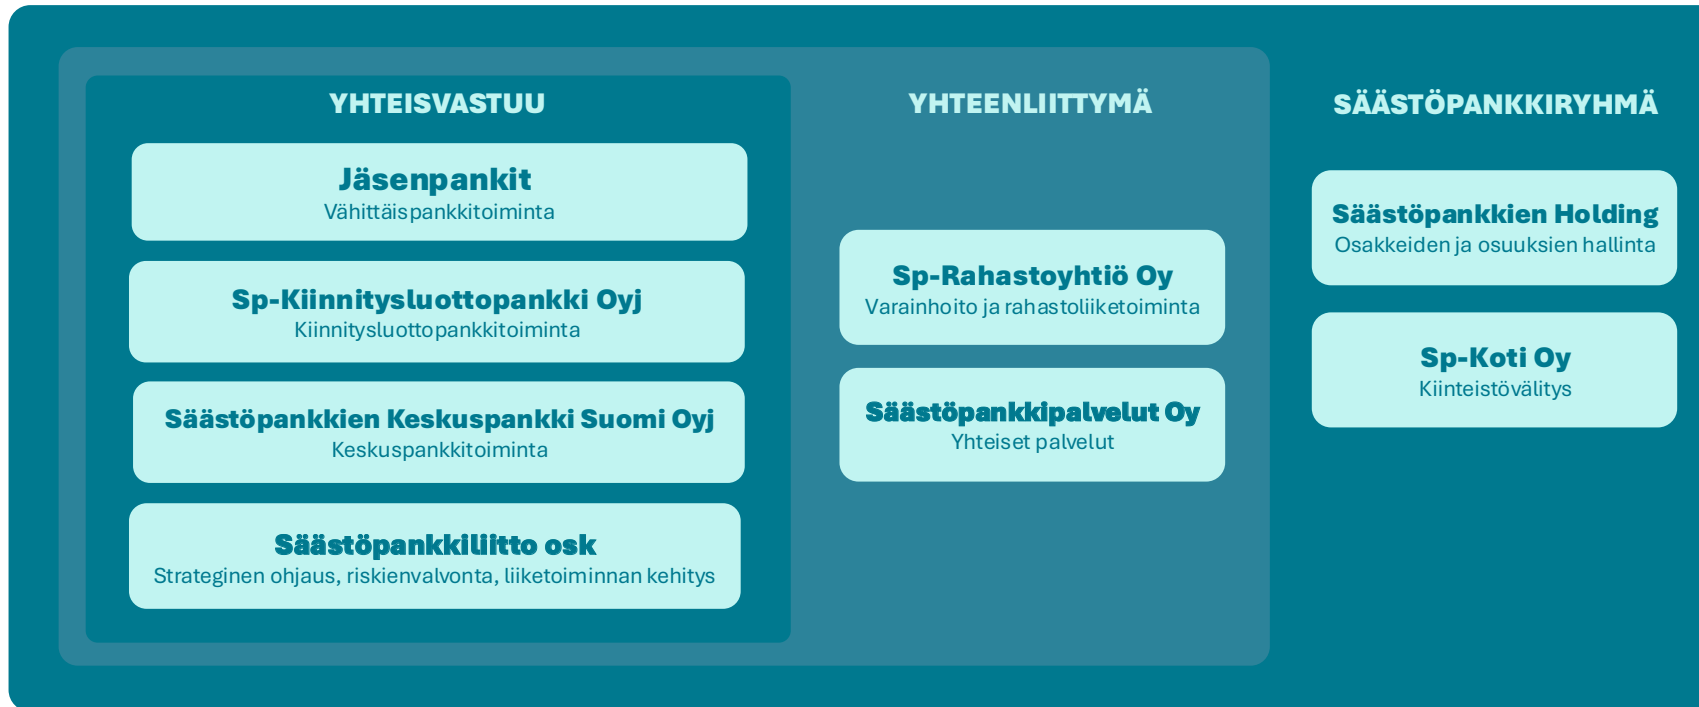 YHTEISVASTUU
Jäsenpankit
Vähittäispankkitoiminta
Sp-Kiinnitysluottopankki Oyj
Kiinnitysluottopankkitoiminta
Säästöpankkien Keskuspankki Suomi Oyj
Keskuspankkitoiminta
Säästöpankkiliitto osk
Strateginen ohjaus, riskienvalvonta, liiketoiminnan kehitys
YHTEENLIITTYMÄ
Sp-Rahastoyhtiö Oy
Varainhoito ja rahastoliiketoiminta
Säästöpankkipalvelut Oy
Yhteiset palvelut
SÄÄSTÖPANKKIRYHMÄ
Säästöpankkien Holding
Osakkeiden ja osuuksien hallinta
Sp-Koti Oy
Kiinteistövälitys